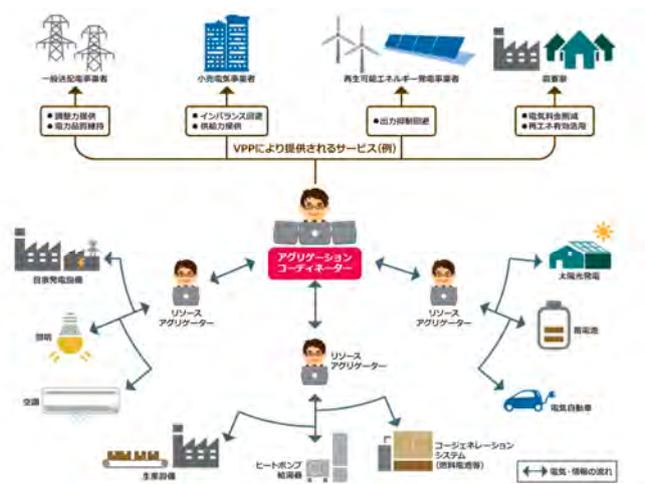 一般送配電事業者
小売電気事業者
再生可能エネルギー発電事業者
需要家
● 調整力提供
● 電力品質維持
● インバランス回避
● 供給力提供
● 出力抑制回避
● 電気料金削減
● 再エネ有効活用
VPPにより提供されるサービス(例)
アグリゲーション
コーディネーター
自家発電設備
リソース
アグリゲーター
リソース
アグリゲーター
太陽光発電
照明
蓄電池
リソース
アグリゲーター
空調
電気自動車
生産設備
ヒートポンプ
給湯器
コージェネレーション
システム
(燃料電池等)
電気・情報の流れ